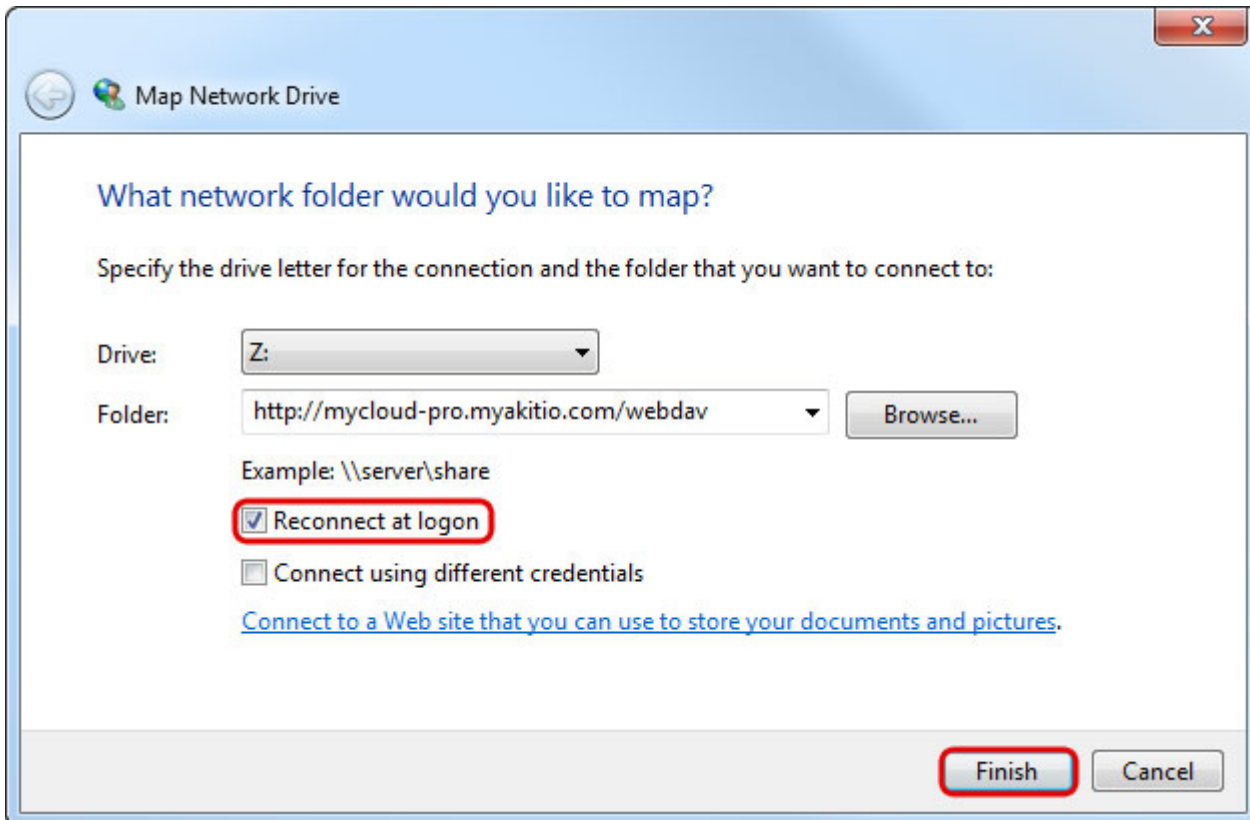 Map Network Drive
What network folder would you like to map?
Specify the drive letter for the connection and the folder that you want to connect to:
Drive: Z:
Folder: http://mycloud-pro.myakitio.com/webdav Browse...
Example: \\server\share
Reconnect at logon
Connect using different credentials
Connect to a Web site that you can use to store your documents and pictures.
Finish Cancel